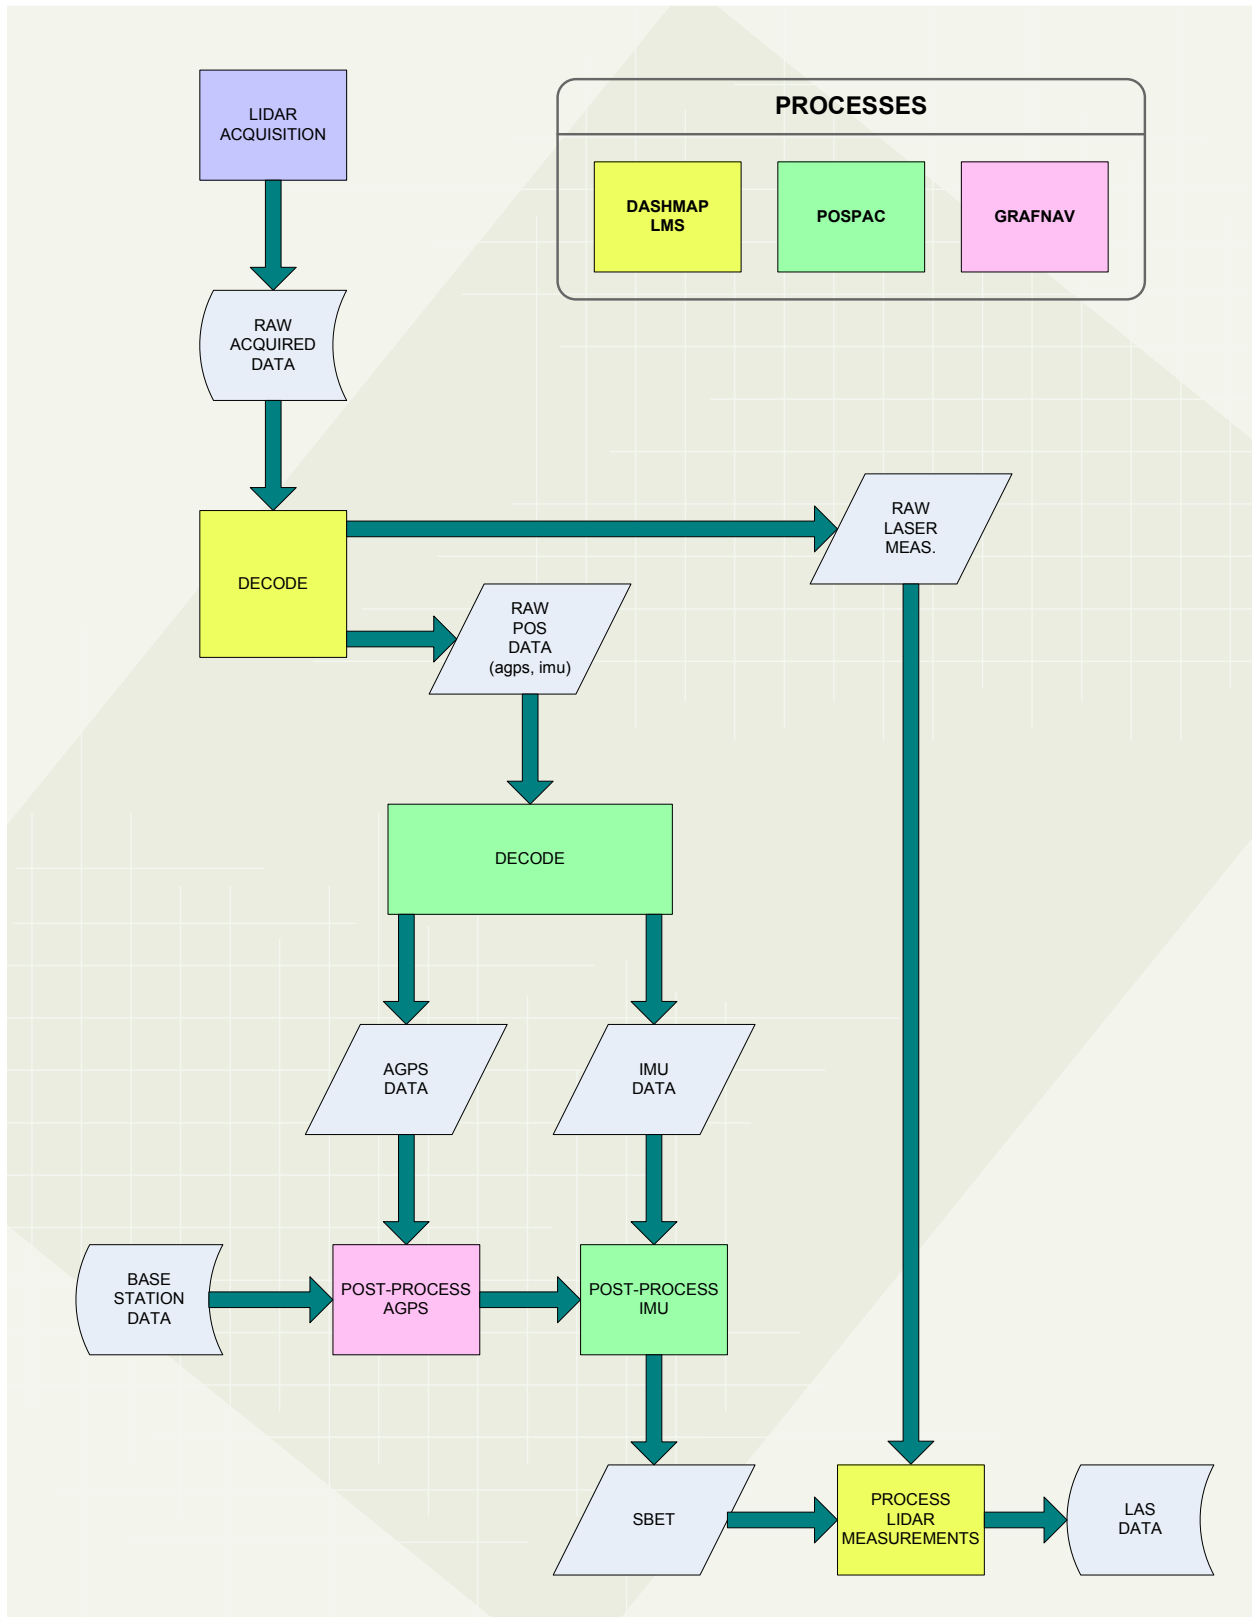 LIDAR
ACQUISITION
PROCESSES
DASHMAP
LMS
POSPAC
GRAFNAV
RAW
ACQUIRED
DATA
RAW
LASER
MEAS.
DECODE
RAW
POS
DATA
(agps, imu)
DECODE
AGPS
DATA
IMU
DATA
BASE
STATION
DATA
POST-PROCESS
AGPS
POST-PROCESS
IMU
SBET
PROCESS
LIDAR
MEASUREMENTS
LAS
DATA